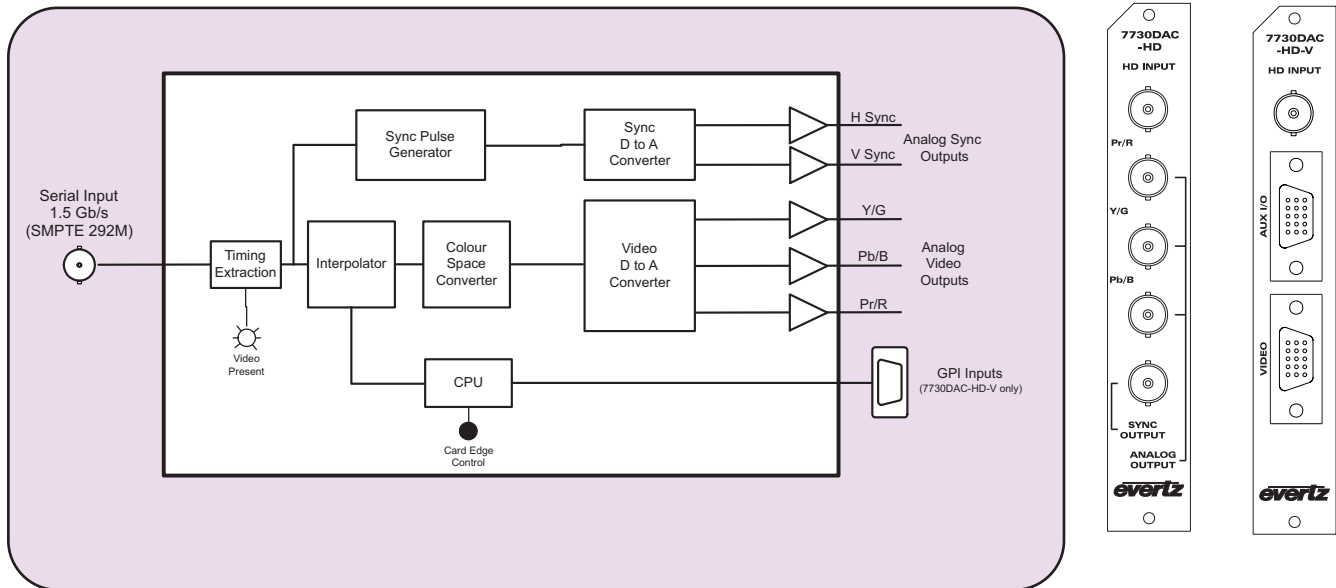 Serial Input
1.5 Gb/s
(SMPTE 292M)
Timing
Extraction
Video
Present
Sync Pulse
Generator
Interpolator
Colour
Space
Converter
CPU
Card Edge
Control
Sync
D to A
Converter
Video
D to A
Converter
H Sync
V Sync
Analog Sync
Outputs
Y/G
Pb/B
Pr/R
Analog
Video
Outputs
GPI Inputs
(7730DAC-HD-V only)
7730DAC
-HD
HD INPUT
Pr/R
Y/G
Pb/B
SYNC
OUTPUT
ANALOG
OUTPUT
evertz
7730DAC
-HD-V
HD INPUT
AUX I/O
VIDEO
evertz